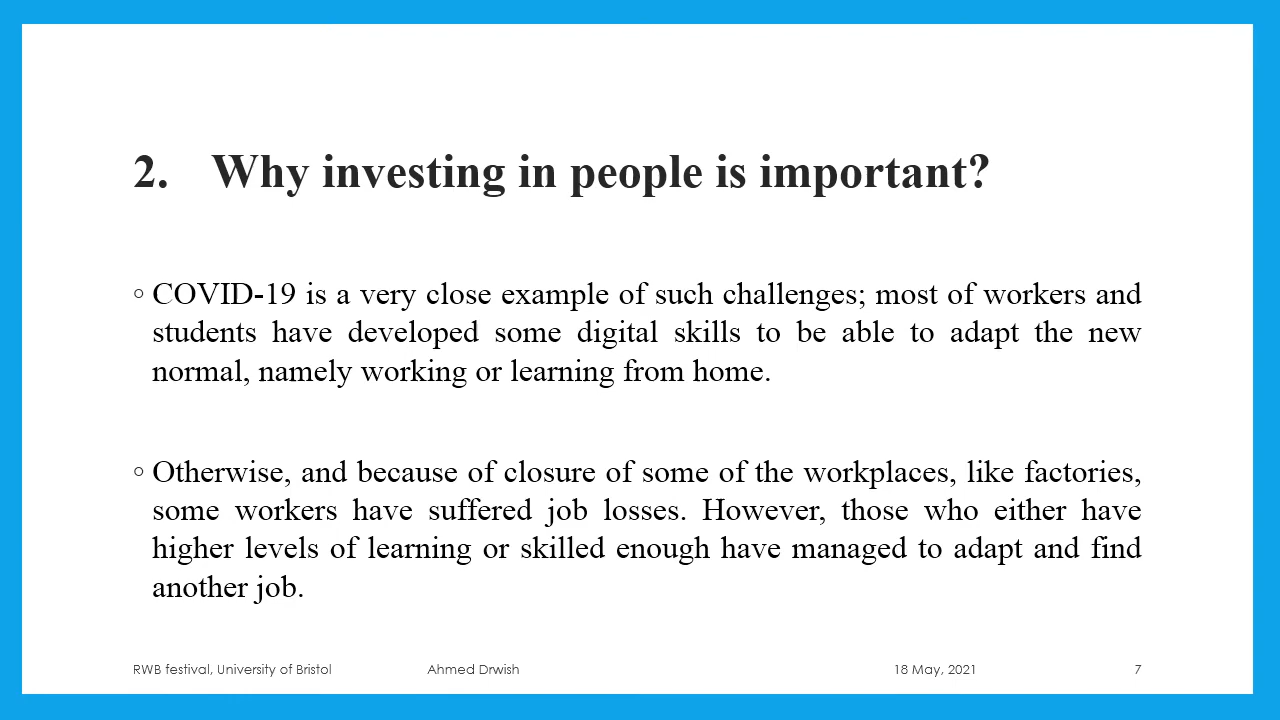 2. Why investing in people is important?
◦ COVID-19 is a very close example of such challenges; most of workers and
students have developed some digital skills to be able to adapt the new
normal, namely working or learning from home.
◦ Otherwise, and because of closure of some of the workplaces, like factories,
some workers have suffered job losses. However, those who either have
higher levels of learning or skilled enough have managed to adapt and find
another job.
RWB festival, University of Bristol Ahmed Drwish 18 May, 2021 7